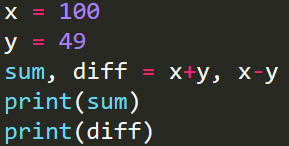 x = 100
y = 49
sum, diff = x+y, x-y
print(sum)
print(diff)